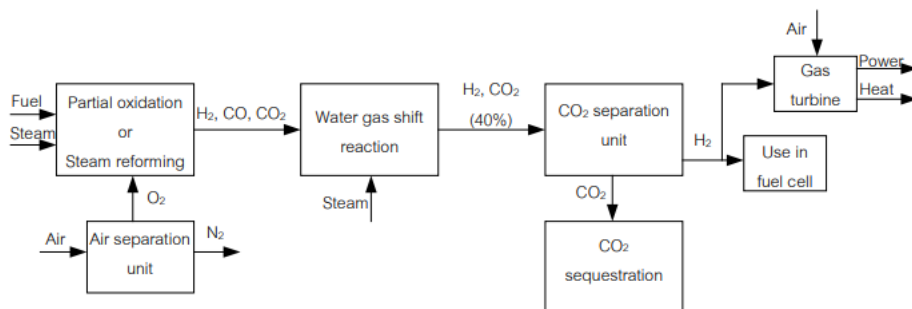 Fuel
Steam
Partial oxidation
or
Steam reforming
H₂, CO, CO₂
Water gas shift
reaction
Steam
H₂, CO₂
(40%)
CO₂ separation
unit
H₂
Air
Gas
turbine
Power
Heat
Use in
fuel cell
CO₂
CO₂
sequestration
O₂
Air
Air separation
unit
N₂